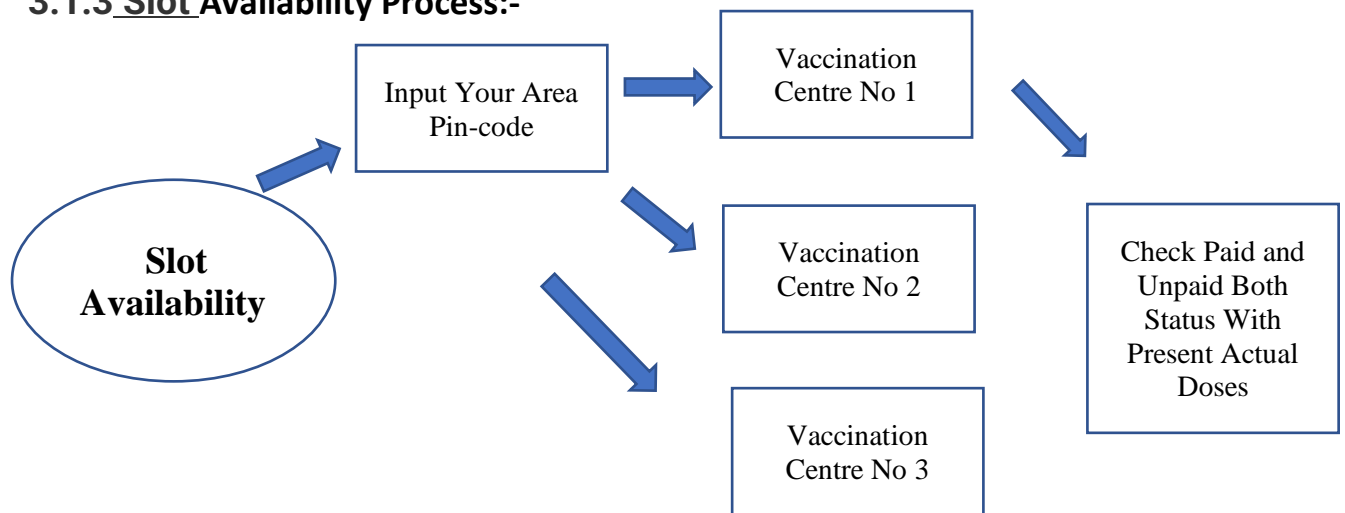 3.1.3 Slot Availability Process:-
Input Your Area
Pin-code
Vaccination
Centre No 1
Slot
Availability
Vaccination
Centre No 2
Check Paid and
Unpaid Both
Status With
Present Actual
Doses
Vaccination
Centre No 3